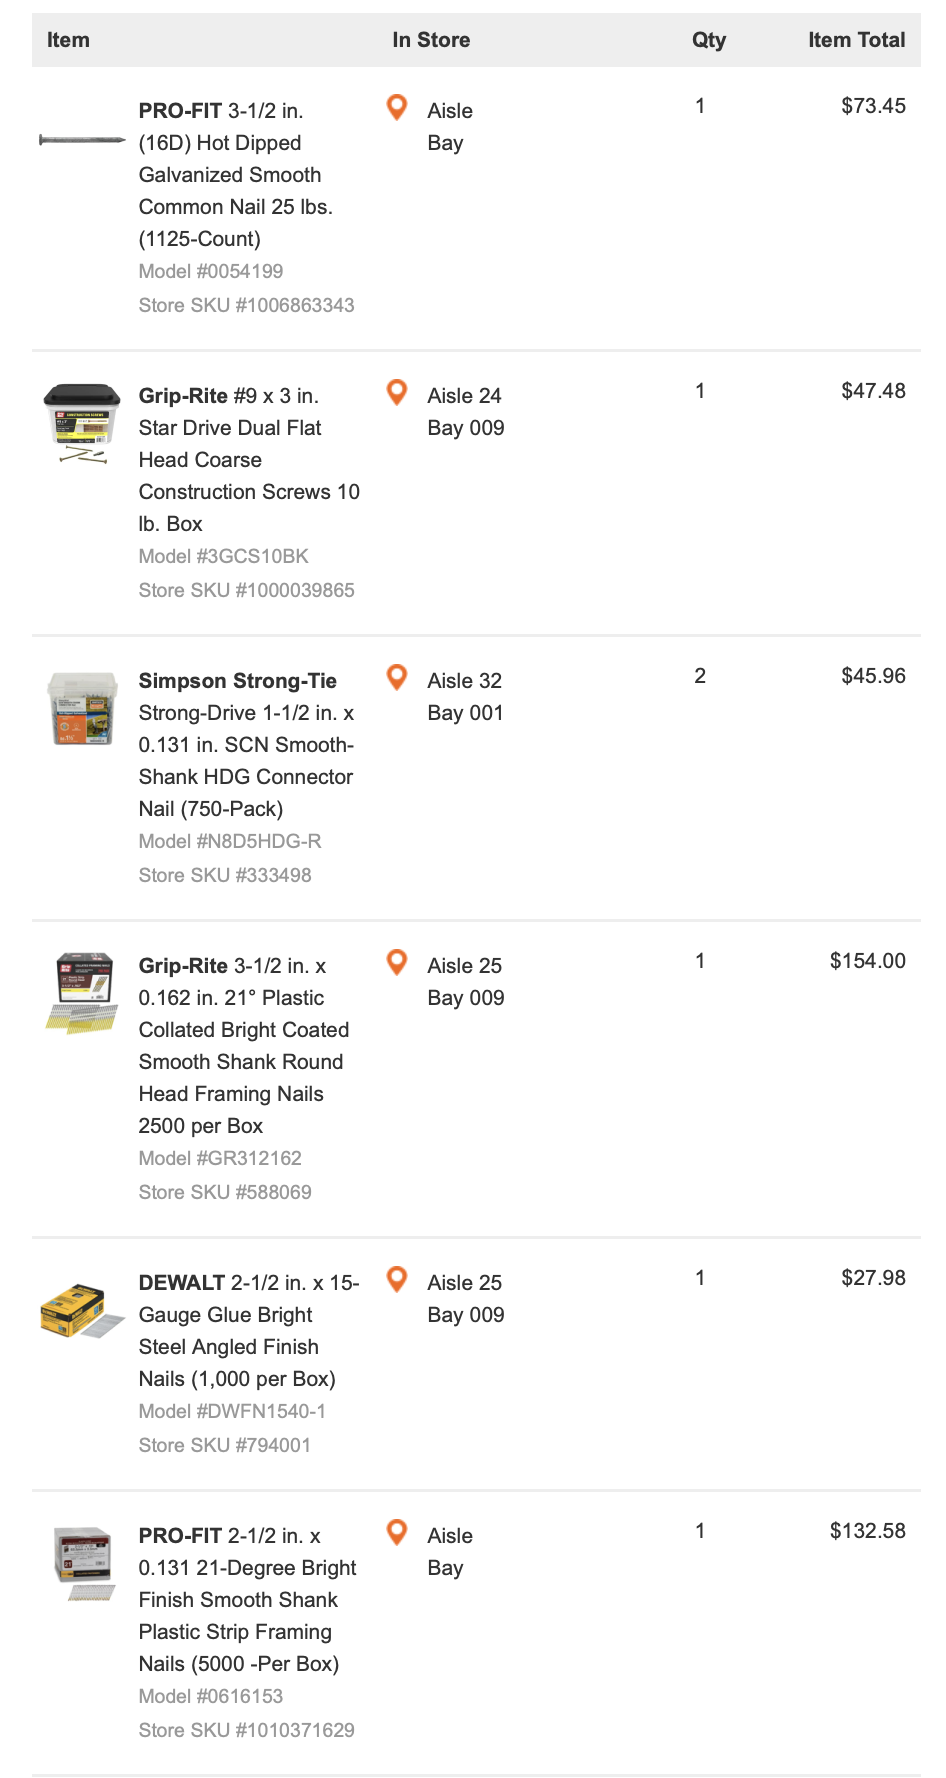 Item In Store Qty Item Total
PRO-FIT 3-1/2 in. Aisle 1 $73.45
(16D) Hot Dipped Bay
Galvanized Smooth
Common Nail 25 lbs.
(1125-Count)
Model #0054199
Store SKU #1006863343
Grip-Rite #9 x 3 in. Aisle 24 1 $47.48
Star Drive Dual Flat Bay 009
Head Coarse
Construction Screws 10
lb. Box
Model #3GCS10BK
Store SKU #1000039865
Simpson Strong-Tie Aisle 32 2 $45.96
Strong-Drive 1-1/2 in. x Bay 001
0.131 in. SCN Smooth-
Shank HDG Connector
Nail (750-Pack)
Model #N8D5HDG-R
Store SKU #333498
Grip-Rite 3-1/2 in. x Aisle 25 1 $154.00
0.162 in. 21° Plastic Bay 009
Collated Bright Coated
Smooth Shank Round
Head Framing Nails
2500 per Box
Model #GR312162
Store SKU #588069
DEWALT 2-1/2 in. x 15- Aisle 25 1 $27.98
Gauge Glue Bright Bay 009
Steel Angled Finish
Nails (1,000 per Box)
Model #DWFN1540-1
Store SKU #794001
PRO-FIT 2-1/2 in. x Aisle 1 $132.58
0.131 21-Degree Bright Bay
Finish Smooth Shank
Plastic Strip Framing
Nails (5000 -Per Box)
Model #0616153
Store SKU #1010371629